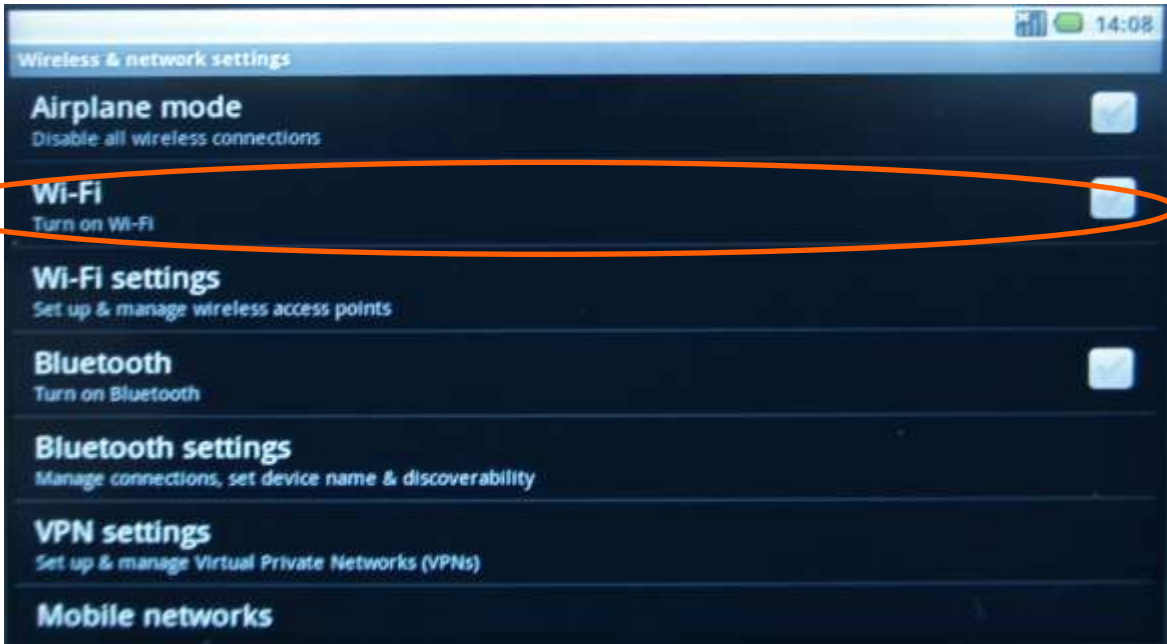 14:08
Wireless & network settings
Airplane mode
Disable all wireless connections
Wi-Fi
Turn on Wi-Fi
Wi-Fi settings
Set up & manage wireless access points
Bluetooth
Turn on Bluetooth
Bluetooth settings
Manage connections, set device name & discoverability
VPN settings
Set up & manage Virtual Private Networks (VPNs)
Mobile networks